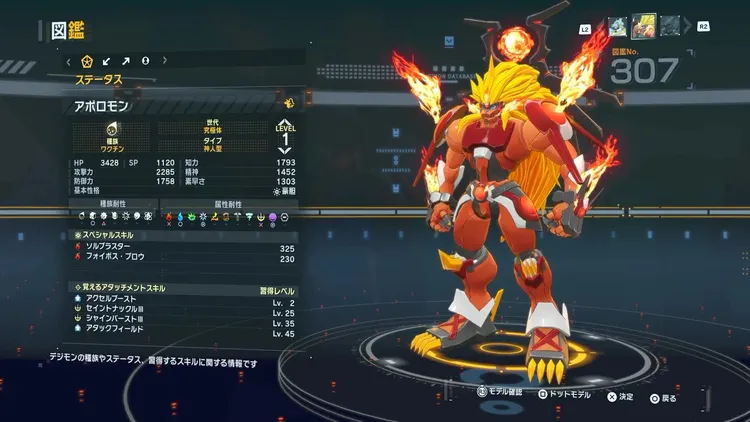 図鑑
L2
R2
図鑑No.
307
ステータス
アポロモン
種族
ワクチン
世代
究極体
タイプ
神人型
LEVEL
1
HP 3428 SP 1120 知力 1793
攻撃力 2285 精神 1452
防御力 1758 素早さ 1303
基本性格 豪胆
種族耐性 属性耐性
スペシャルスキル
ソルブラスター 325
フォイボス・ブロウ 230
覚えるアタッチメントスキル 習得レベル
アクセルブースト Lv. 2
セイントナックルIII Lv. 25
シャインバーストIII Lv. 35
アタックフィールド Lv. 45
デジモンの種族やステータス、習得するスキルに関する情報です
R3 モデル確認 ドットモデル 決定 戻る